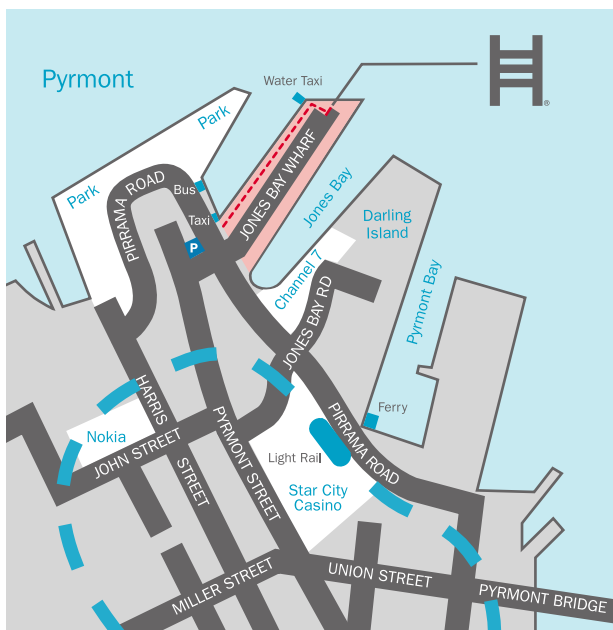 Pyrmont
Water Taxi
®
Park
Park
PIRRAMA ROAD
Bus
Taxi
P
JONES BAY WHARF
Jones Bay
Darling
Island
Channel 7
Pyrmont Bay
JONES BAY RD
HARRIS
STREET
Nokia
JOHN STREET
PYRMONT STREET
PIRRAMA ROAD
Ferry
Light Rail
Star City
Casino
MILLER STREET
UNION STREET
PYRMONT BRIDGE